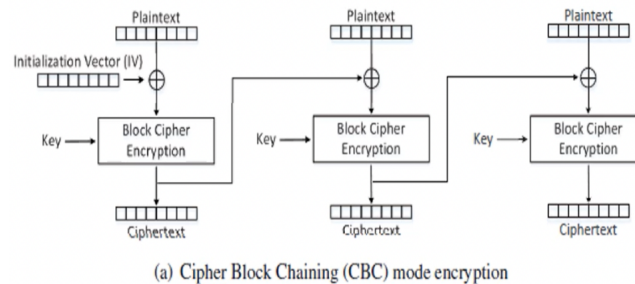 Plaintext Plaintext Plaintext
Initialization Vector (IV)
Key Block Cipher Encryption Key Block Cipher Encryption Key Block Cipher Encryption
Ciphertext Ciphertext Ciphertext
(a) Cipher Block Chaining (CBC) mode encryption